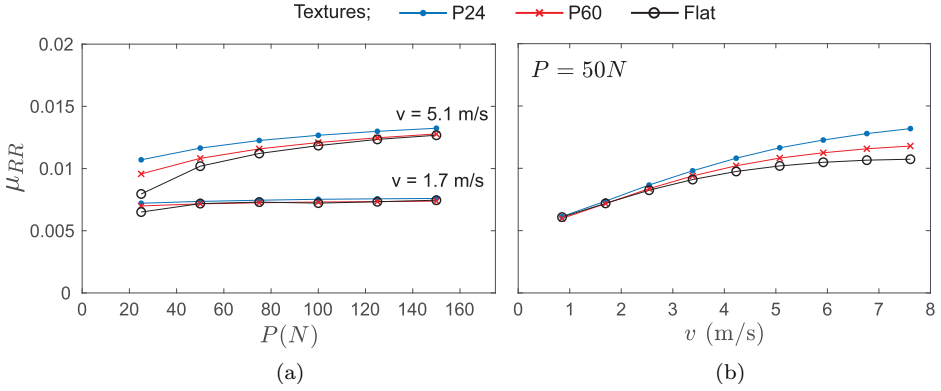 Textures; P24 P60 Flat
0.02
0.015
0.01
0.005
0
μRR
v = 5.1 m/s
v = 1.7 m/s
0 20 40 60 80 100 120 140 160
P(N)
(a)
P = 50N
0 1 2 3 4 5 6 7 8
v (m/s)
(b)